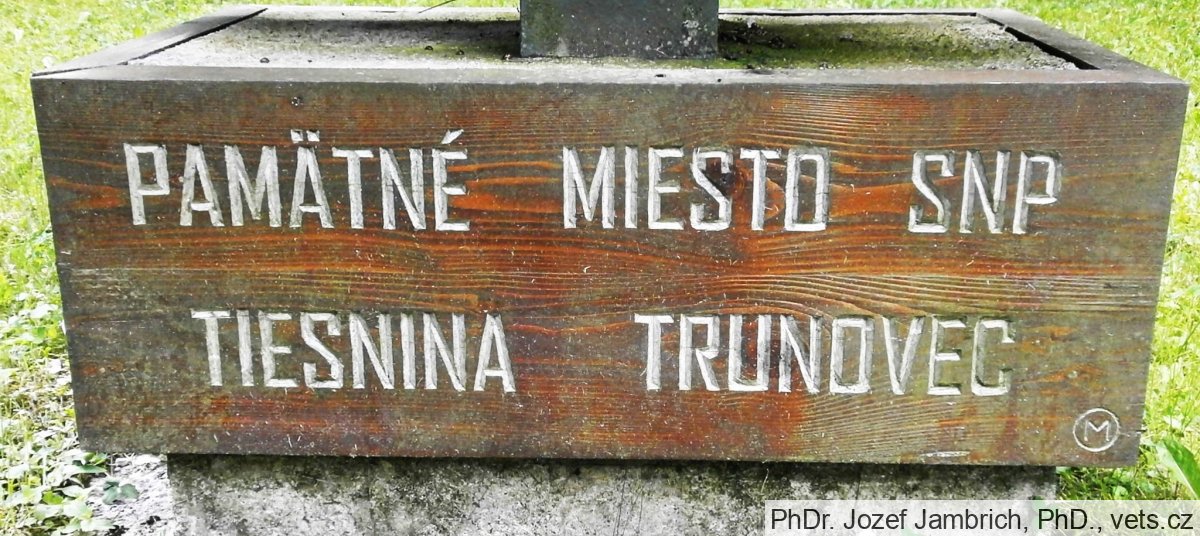 PAMÄTNÉ MIESTO SNP
TIESNINA TRUNOVEC
M
PhDr. Jozef Jambrich, PhD., vets.cz